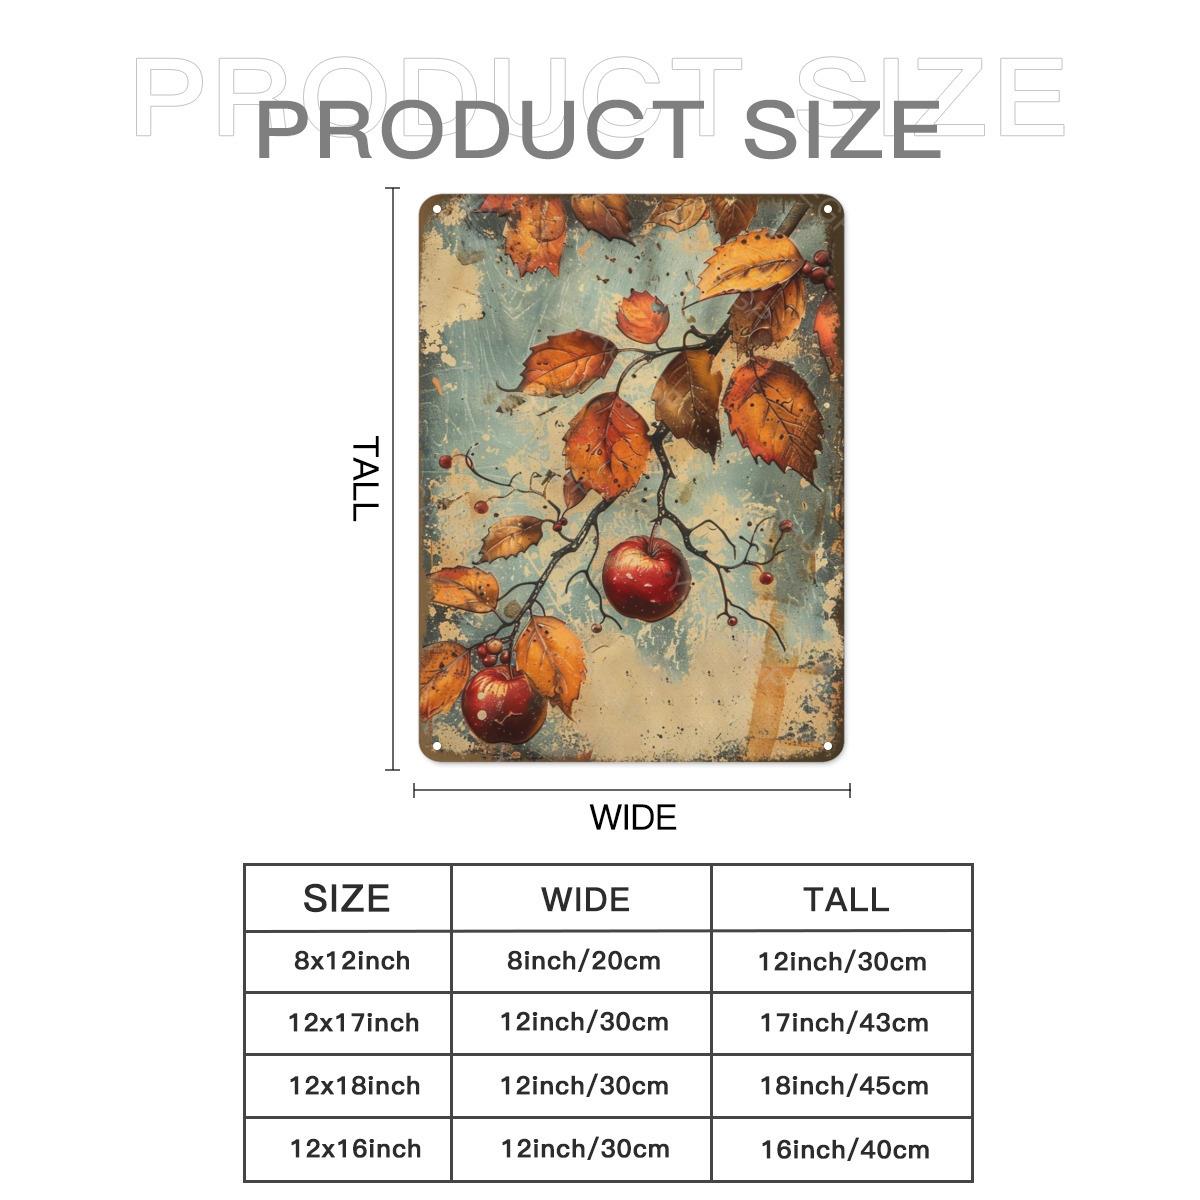 PRODUCT SIZE
PRODUCT SIZE
TALL
WIDE
SIZE WIDE TALL
8x12inch 8inch/20cm 12inch/30cm
12x17inch 12inch/30cm 17inch/43cm
12x18inch 12inch/30cm 18inch/45cm
12x16inch 12inch/30cm 16inch/40cm